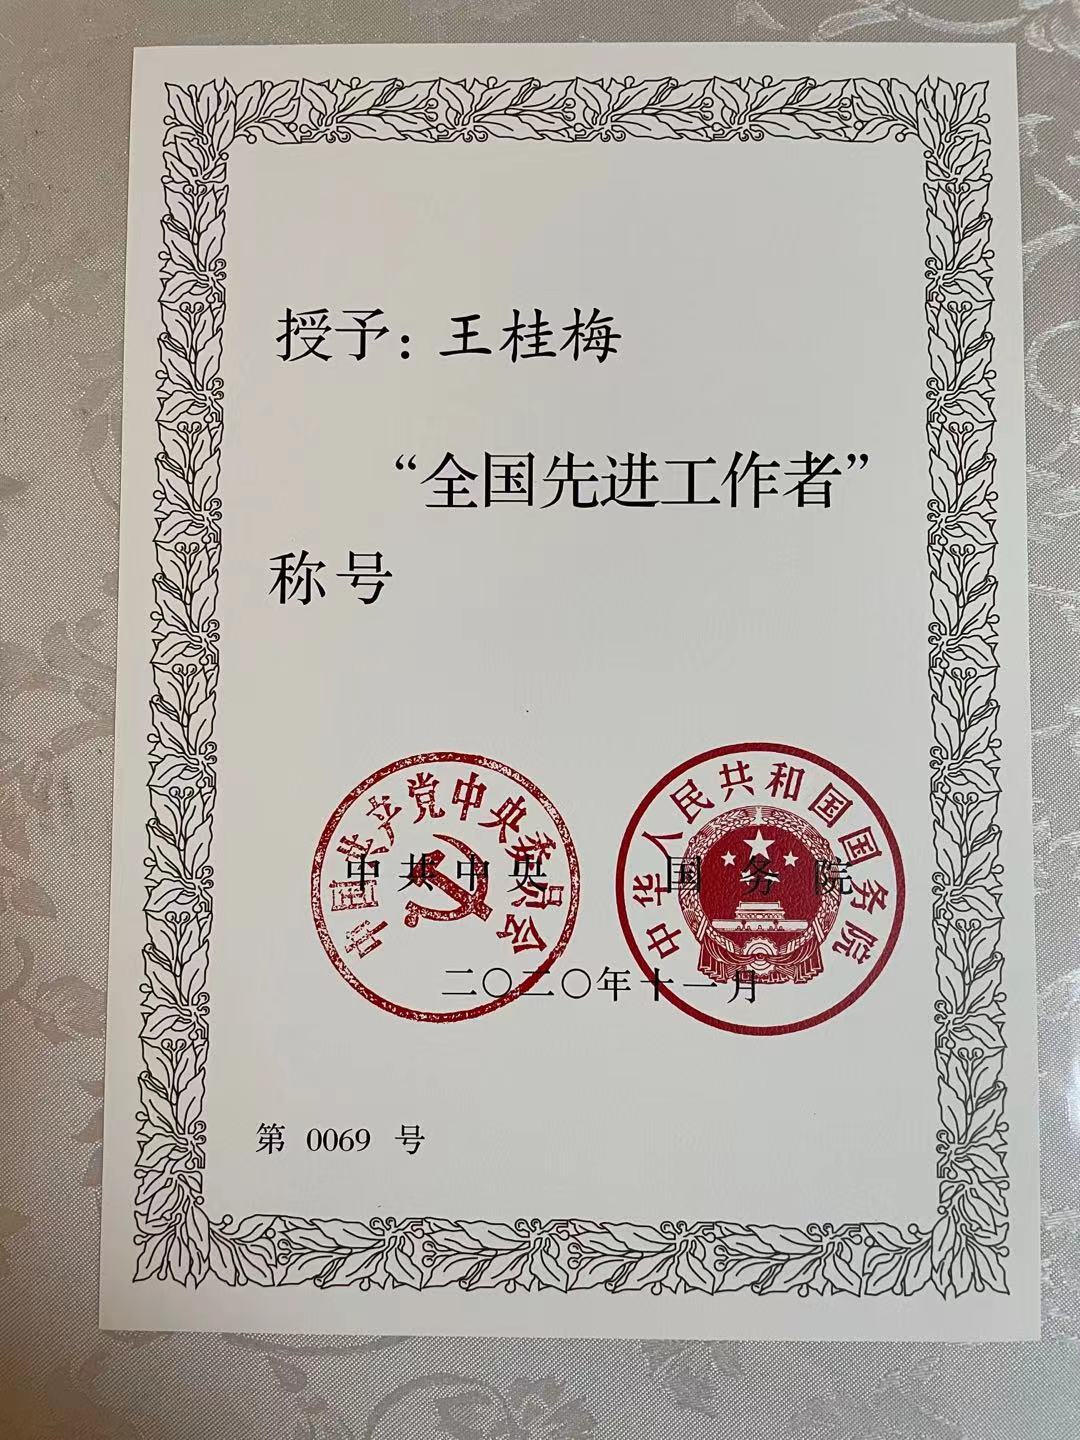 授予：王桂梅
“全国先进工作者”
称号
中国共产党中央委员会
中华人民共和国国务院
中共中央 国务院
二〇二〇年十一月
第 0069 号